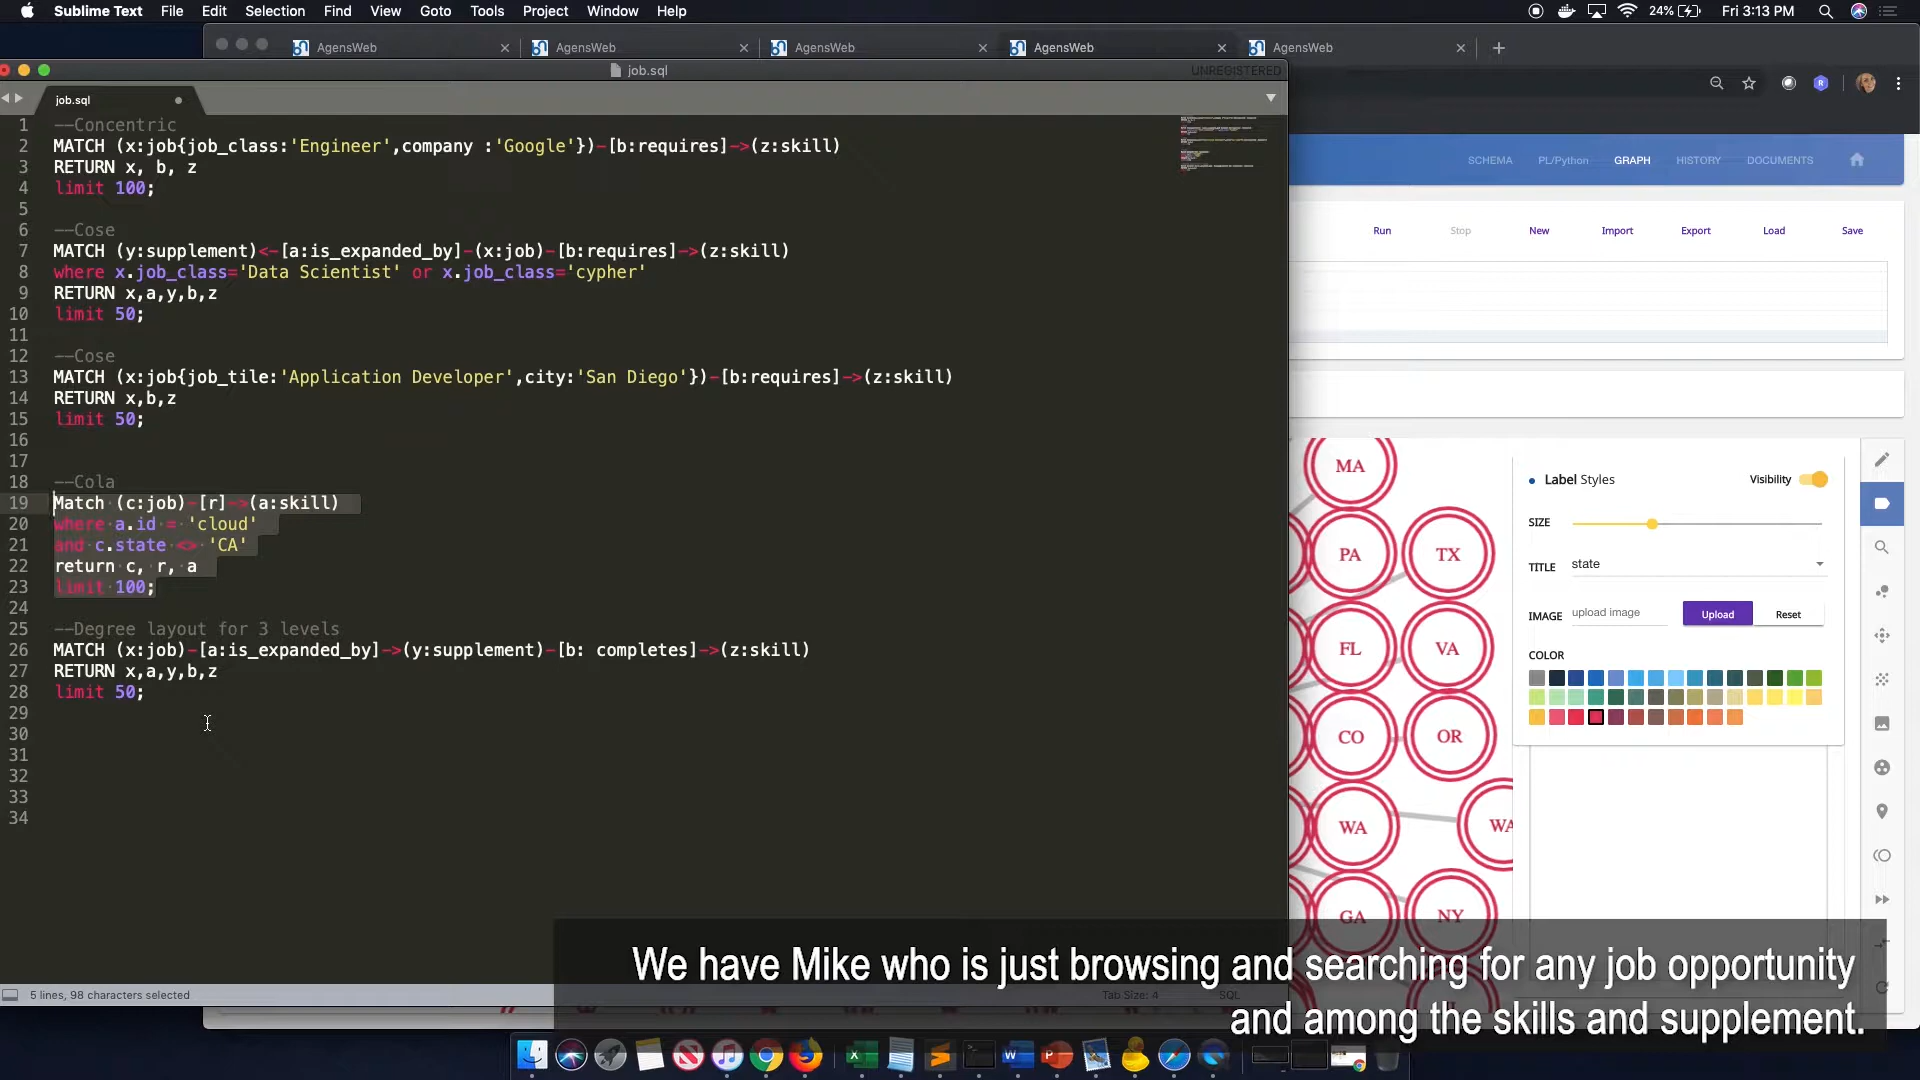 Sublime Text File Edit Selection Find View Goto Tools Project Window Help
24% Fri 3:13 PM
AgensWeb AgensWeb AgensWeb AgensWeb AgensWeb
job.sql UNREGISTERED
job.sql
1 --Concentric
2 MATCH (x:job{job_class:'Engineer',company :'Google'})-[b:requires]->(z:skill)
3 RETURN x, b, z
4 limit 100;
5
6 --Cose
7 MATCH (y:supplement)<-[a:is_expanded_by]-(x:job)-[b:requires]->(z:skill)
8 where x.job_class='Data Scientist' or x.job_class='cypher'
9 RETURN x,a,y,b,z
10 limit 50;
11
12 --Cose
13 MATCH (x:job{job_tile:'Application Developer',city:'San Diego'})-[b:requires]->(z:skill)
14 RETURN x,b,z
15 limit 50;
16
17
18 --Cola
19 Match (c:job)-[r]->(a:skill)
20 where a.id = 'cloud'
21 and c.state <> 'CA'
22 return c, r, a
23 limit 100;
24
25 --Degree layout for 3 levels
26 MATCH (x:job)-[a:is_expanded_by]->(y:supplement)-[b: completes]->(z:skill)
27 RETURN x,a,y,b,z
28 limit 50;
29
30
31
32
33
34
5 lines, 98 characters selected
Tab Size: 4 SQL
SCHEMA PL/Python GRAPH HISTORY DOCUMENTS
Run Stop New Import Export Load Save
MA
PA TX
FL VA
CO OR
WA WA
GA NY
Label Styles Visibility
SIZE
TITLE state
IMAGE upload image Upload Reset
COLOR
We have Mike who is just browsing and searching for any job opportunity
and among the skills and supplement.